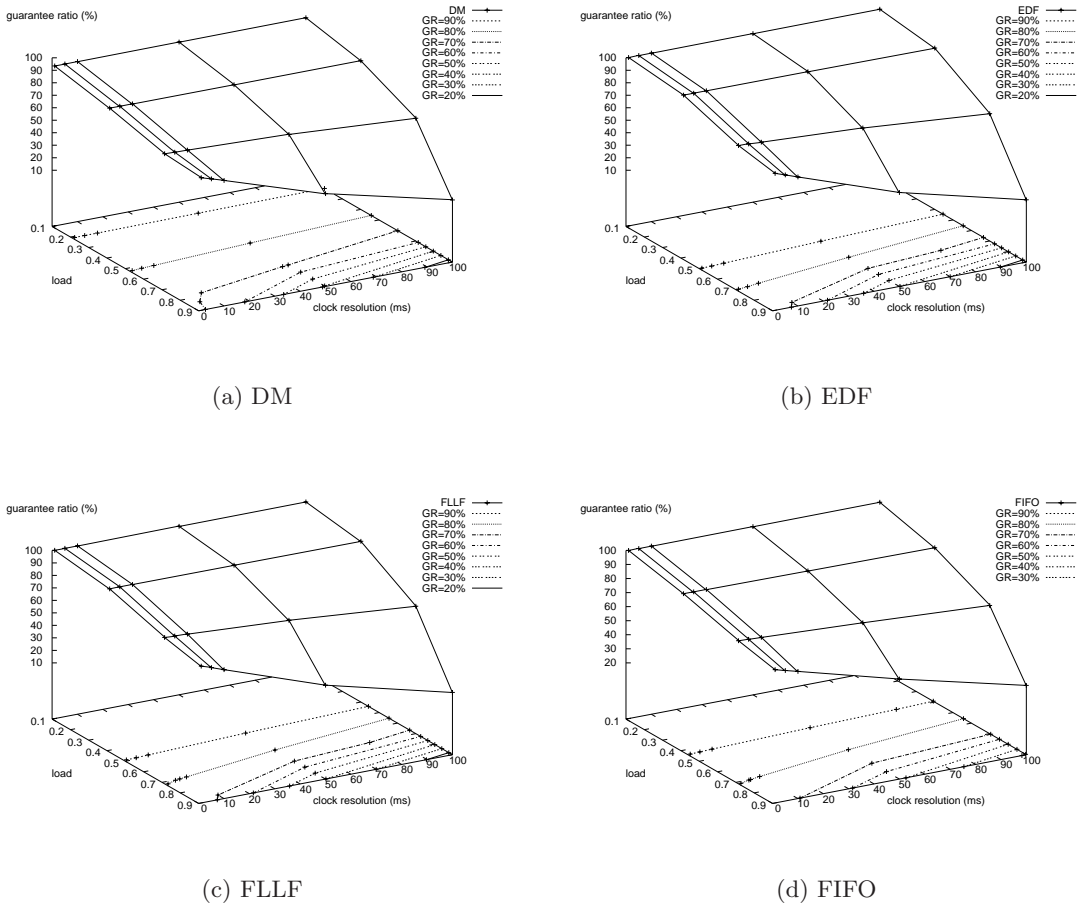 guarantee ratio (%)
DM
GR=90%
GR=80%
GR=70%
GR=60%
GR=50%
GR=40%
GR=30%
GR=20%
100
90
80
70
60
50
40
30
20
10
0.1
0.2
0.3
0.4
0.5
0.6
0.7
0.8
0.9
load
0
10
20
30
40
50
60
70
80
90
100
clock resolution (ms)
(a) DM
guarantee ratio (%)
EDF
GR=90%
GR=80%
GR=70%
GR=60%
GR=50%
GR=40%
GR=30%
GR=20%
100
90
80
70
60
50
40
30
20
10
0.1
0.2
0.3
0.4
0.5
0.6
0.7
0.8
0.9
load
0
10
20
30
40
50
60
70
80
90
100
clock resolution (ms)
(b) EDF
guarantee ratio (%)
FLLF
GR=90%
GR=80%
GR=70%
GR=60%
GR=50%
GR=40%
GR=30%
GR=20%
100
90
80
70
60
50
40
30
20
10
0.1
0.2
0.3
0.4
0.5
0.6
0.7
0.8
0.9
load
0
10
20
30
40
50
60
70
80
90
100
clock resolution (ms)
(c) FLLF
guarantee ratio (%)
FIFO
GR=90%
GR=80%
GR=70%
GR=60%
GR=50%
GR=40%
GR=30%
100
90
80
70
60
50
40
30
20
0.1
0.2
0.3
0.4
0.5
0.6
0.7
0.8
0.9
load
0
10
20
30
40
50
60
70
80
90
100
clock resolution (ms)
(d) FIFO